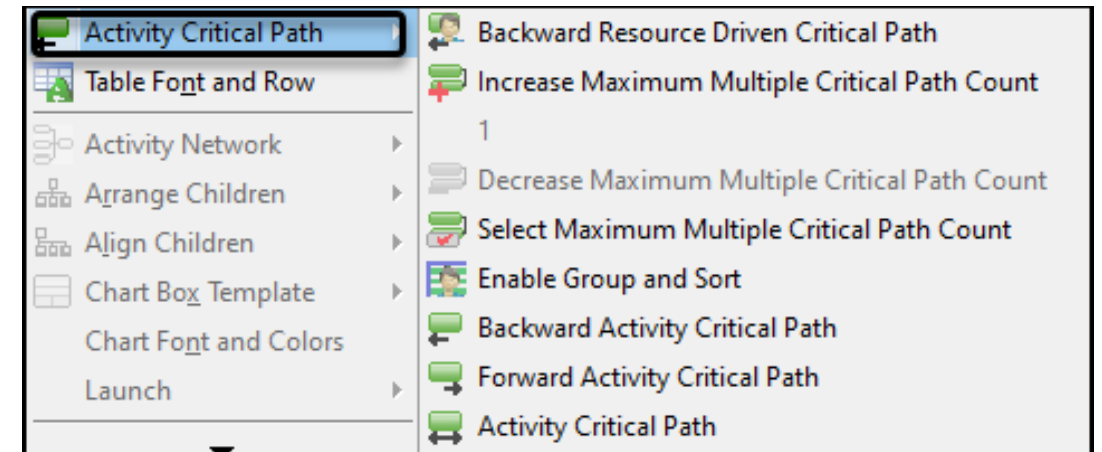 Activity Critical Path
Table Font and Row
Activity Network
Arrange Children
Align Children
Chart Box Template
Chart Font and Colors
Launch
Backward Resource Driven Critical Path
Increase Maximum Multiple Critical Path Count
1
Decrease Maximum Multiple Critical Path Count
Select Maximum Multiple Critical Path Count
Enable Group and Sort
Backward Activity Critical Path
Forward Activity Critical Path
Activity Critical Path